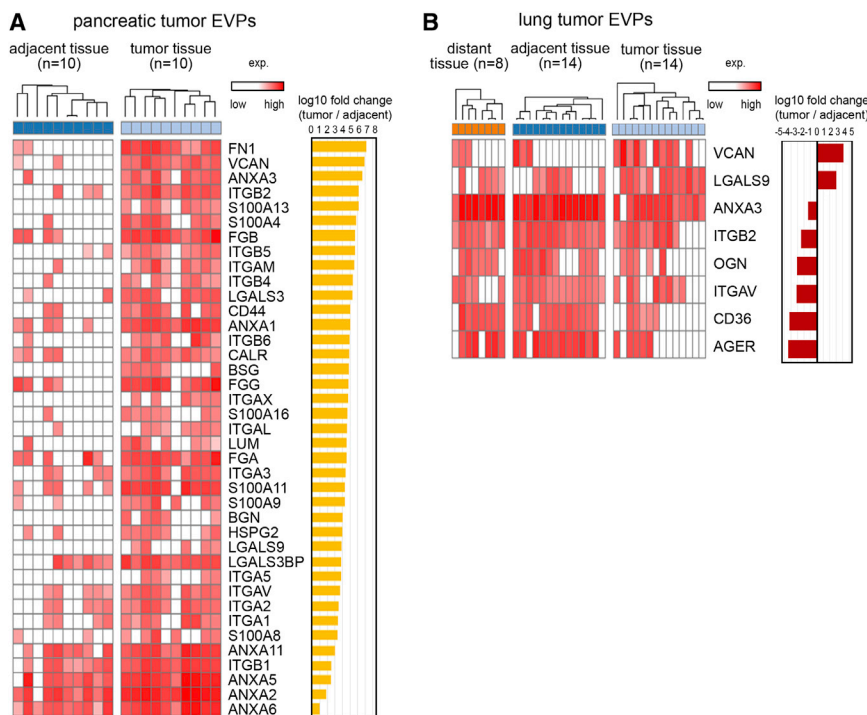 A
pancreatic tumor EVPs
adjacent tissue
(n=10)
tumor tissue
(n=10)
exp.
low high
log10 fold change
(tumor / adjacent)
0 1 2 3 4 5 6 7 8
FN1
VCAN
ANXA3
ITGB2
S100A13
S100A4
FGB
ITGB5
ITGAM
ITGB4
LGALS3
CD44
ANXA1
ITGB6
CALR
BSG
FGG
ITGAX
S100A16
ITGAL
LUM
FGA
ITGA3
S100A11
S100A9
BGN
HSPG2
LGALS9
LGALS3BP
ITGA5
ITGAV
ITGA2
ITGA1
S100A8
ANXA11
ITGB1
ANXA5
ANXA2
ANXA6
B
lung tumor EVPs
distant
tissue (n=8)
adjacent tissue
(n=14)
tumor tissue
(n=14)
exp.
low high
log10 fold change
(tumor / adjacent)
-5-4-3-2-1 0 1 2 3 4 5
VCAN
LGALS9
ANXA3
ITGB2
OGN
ITGAV
CD36
AGER